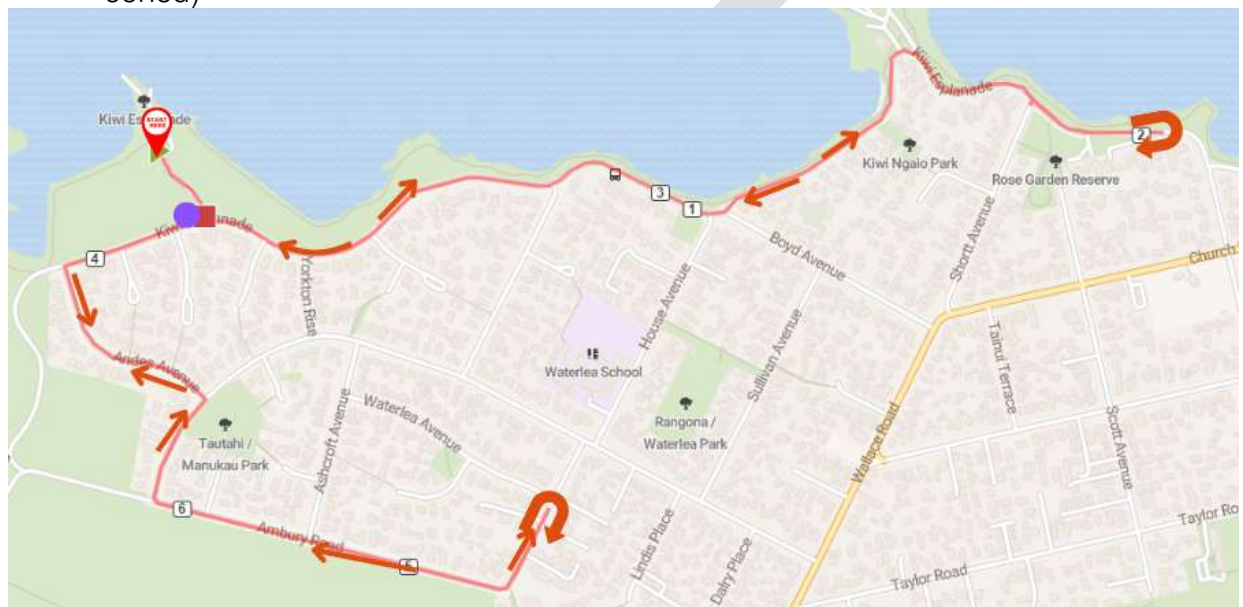 START
HERE
Kiwi Esplanade
Kiwi Esplanade
2
Kiwi Ngaio Park
Rose Garden Reserve
3
1
Boyd Avenue
Shortt Avenue
Church
4
Yorkton Rise
House Avenue
Sullivan Avenue
Waterlea School
Tainui Terrace
Andes Avenue
Waterlea Avenue
Rangona /
Waterlea Park
Wallace Road
Scott Avenue
Tautahi /
Manukau Park
Ashcroft Avenue
6
Ambury Road
5
Lindis Place
Dalry Place
Taylor Road
Taylor Ro